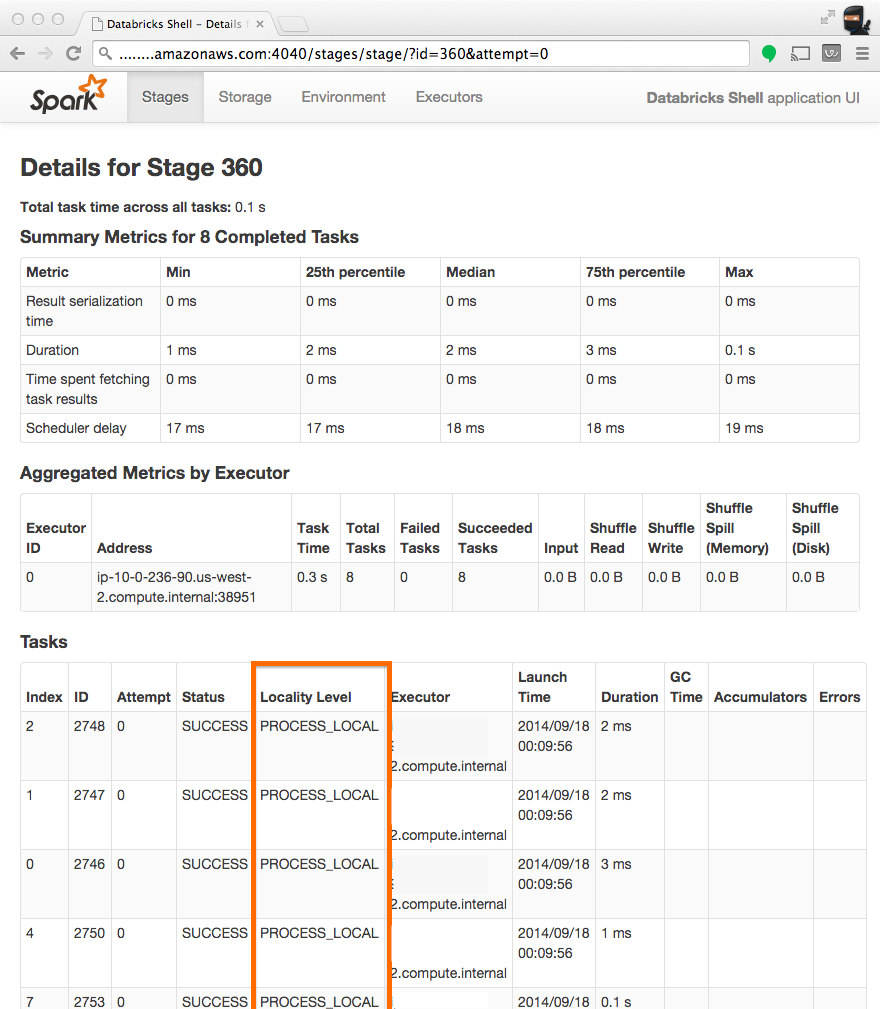 Databricks Shell – Details
........amazonaws.com:4040/stages/stage/?id=360&attempt=0
Spark Stages Storage Environment Executors Databricks Shell application UI
Details for Stage 360
Total task time across all tasks: 0.1 s
Summary Metrics for 8 Completed Tasks
Metric Min 25th percentile Median 75th percentile Max
Result serialization 0 ms 0 ms 0 ms 0 ms 0 ms
time
Duration 1 ms 2 ms 2 ms 3 ms 0.1 s
Time spent fetching 0 ms 0 ms 0 ms 0 ms 0 ms
task results
Scheduler delay 17 ms 17 ms 18 ms 18 ms 19 ms
Aggregated Metrics by Executor
Shuffle Shuffle
Executor Task Total Failed Succeeded Shuffle Shuffle Spill Spill
ID Address Time Tasks Tasks Tasks Input Read Write (Memory) (Disk)
0 ip-10-0-236-90.us-west- 0.3 s 8 0 8 0.0 B 0.0 B 0.0 B 0.0 B 0.0 B
2.compute.internal:38951
Tasks
Launch GC
Index ID Attempt Status Locality Level Executor Time Duration Time Accumulators Errors
2 2748 0 SUCCESS PROCESS_LOCAL 2014/09/18 2 ms
00:09:56
2.compute.internal
1 2747 0 SUCCESS PROCESS_LOCAL 2014/09/18 2 ms
00:09:56
2.compute.internal
0 2746 0 SUCCESS PROCESS_LOCAL 2014/09/18 3 ms
00:09:56
2.compute.internal
4 2750 0 SUCCESS PROCESS_LOCAL 2014/09/18 1 ms
00:09:56
2.compute.internal
7 2753 0 SUCCESS PROCESS_LOCAL 2014/09/18 0.1 s